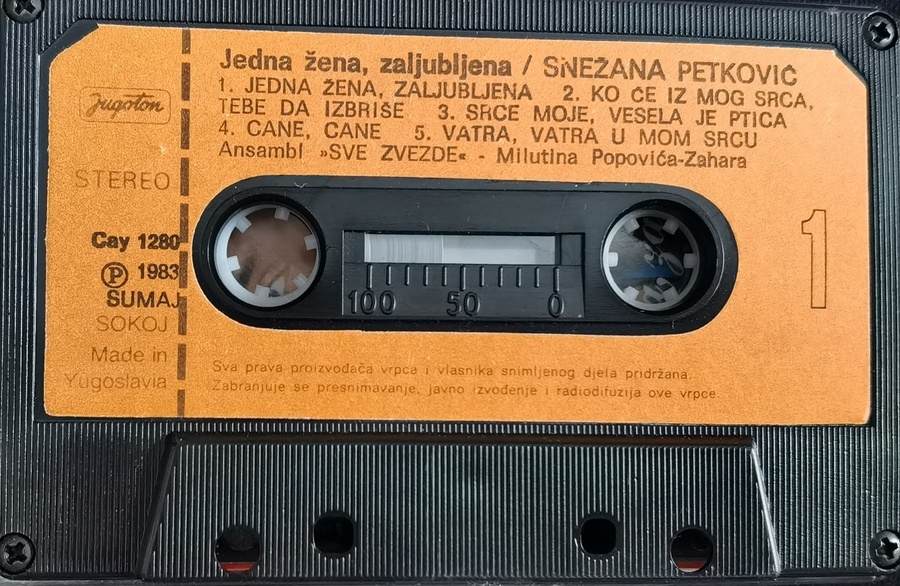 Jedna žena, zaljubljena / SNEŽANA PETKOVIĆ
1. JEDNA ŽENA, ZALJUBLJENA 2. KO ĆE IZ MOG SRCA,
TEBE DA IZBRIŠE 3. SRCE MOJE, VESELA JE PTICA
4. CANE, CANE 5. VATRA, VATRA U MOM SRCU
Ansambl »SVE ZVEZDE« - Milutina Popovića-Zahara
Jugoton
STEREO
Cay 1280
Ⓟ 1983
SUMAJ
SOKOJ
Made in
Yugoslavia
100 50 0
1
Sva prava proizvođača vrpce i vlasnika snimljenog djela pridržana.
Zabranjuje se presnimavanje, javno izvođenje i radiodifuzija ove vrpce.